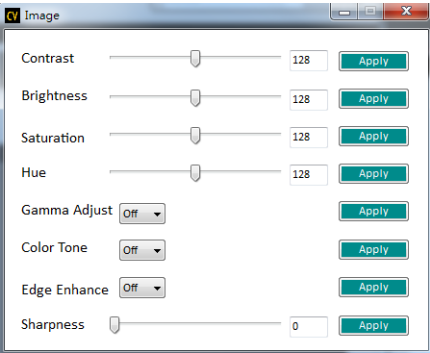 CV Image
Contrast 128 Apply
Brightness 128 Apply
Saturation 128 Apply
Hue 128 Apply
Gamma Adjust Off Apply
Color Tone Off Apply
Edge Enhance Off Apply
Sharpness 0 Apply